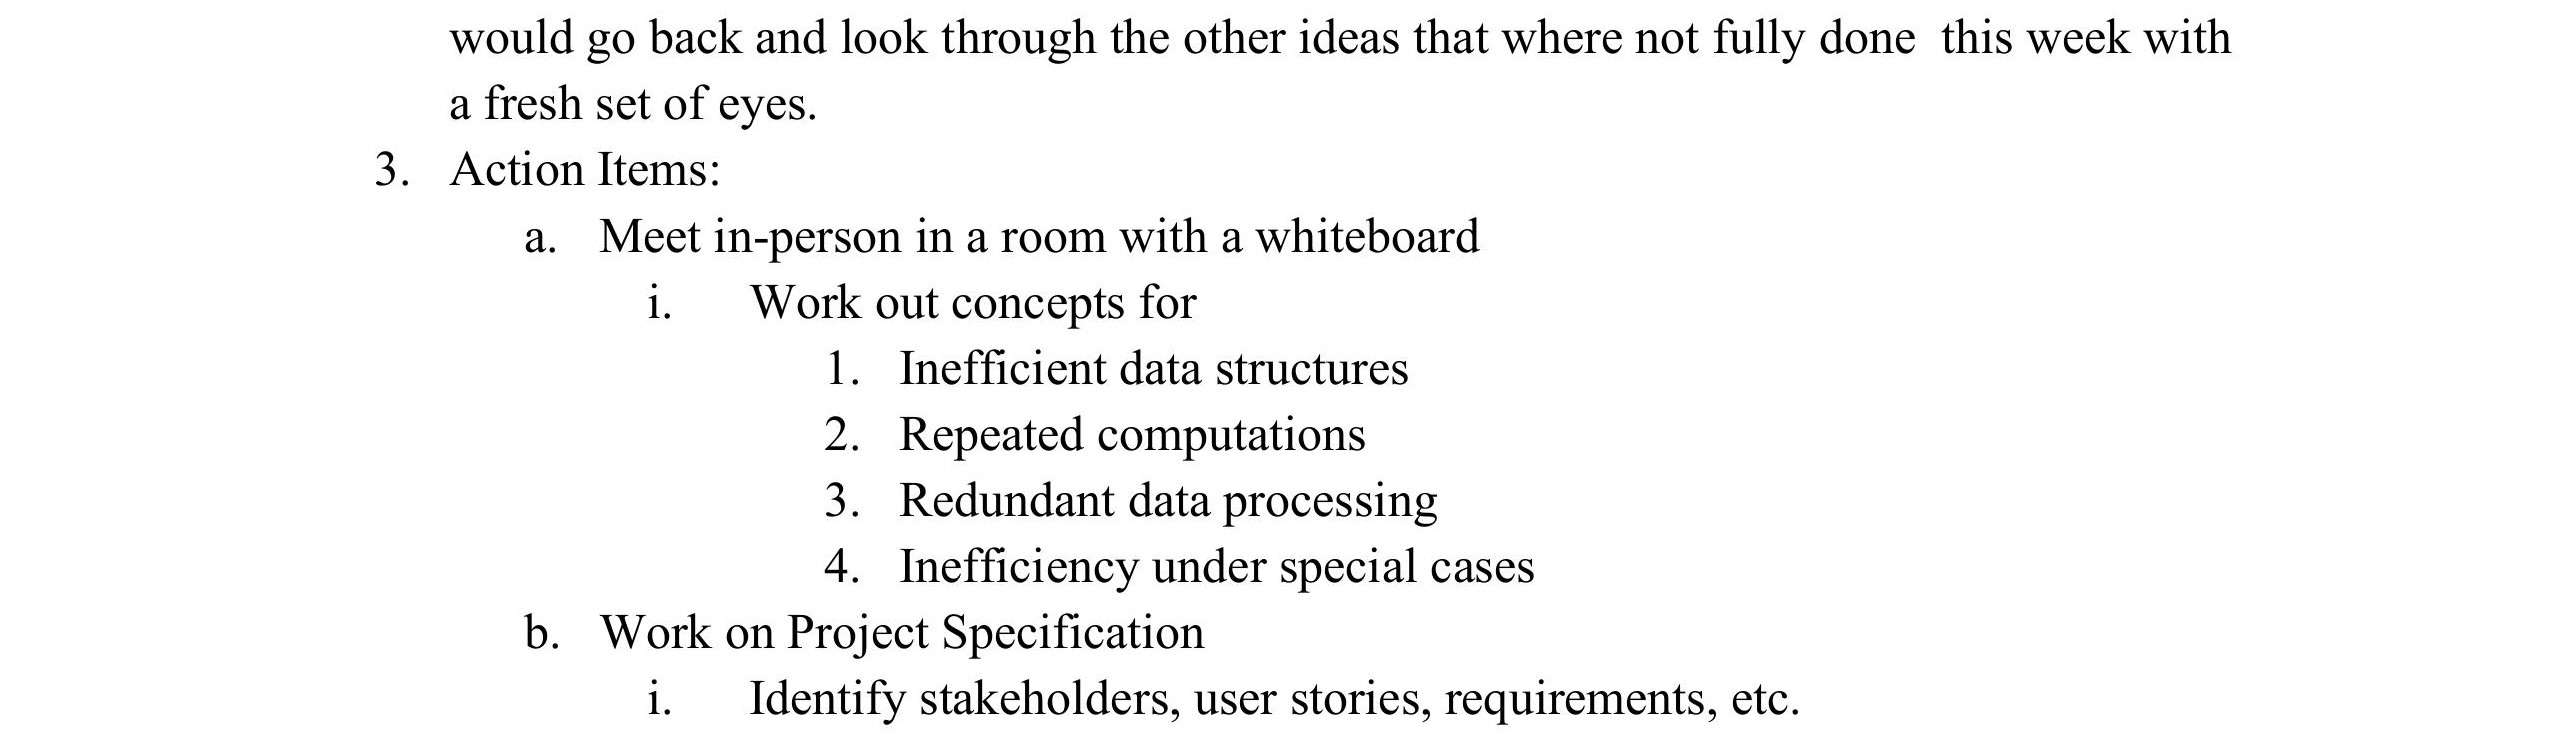 would go back and look through the other ideas that where not fully done  this week with
a fresh set of eyes.
3. Action Items:
a. Meet in-person in a room with a whiteboard
i. Work out concepts for
1. Inefficient data structures
2. Repeated computations
3. Redundant data processing
4. Inefficiency under special cases
b. Work on Project Specification
i. Identify stakeholders, user stories, requirements, etc.